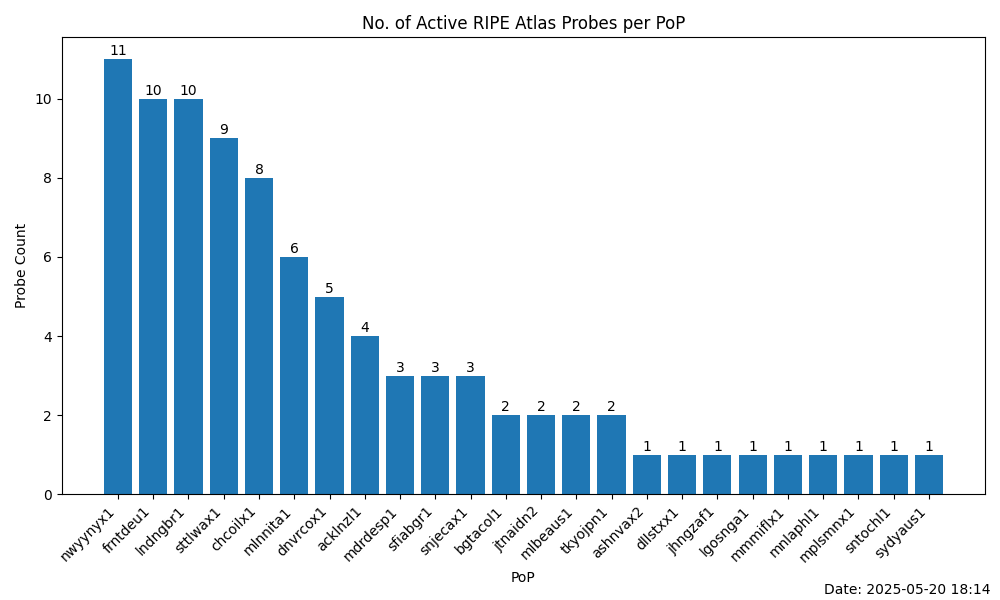 No. of Active RIPE Atlas Probes per PoP
11
10
10
9
8
6
5
4
3
3
3
2
2
2
2
1
1
1
1
1
1
1
1
1
10
8
6
4
2
0
Probe Count
nwyynyx1
frntdeu1
lndngbr1
sttlwax1
chcoilx1
mlnnita1
dnvrcox1
acklnzl1
mdrdesp1
sfiabgr1
snjecax1
bgtacol1
jtnaidn2
mlbeaus1
tkyojpn1
ashnvax2
dllstxx1
jhngzaf1
lgosnga1
mmmiflx1
mnlaphl1
mplsmnx1
sntochl1
sydyaus1
PoP
Date: 2025-05-20 18:14